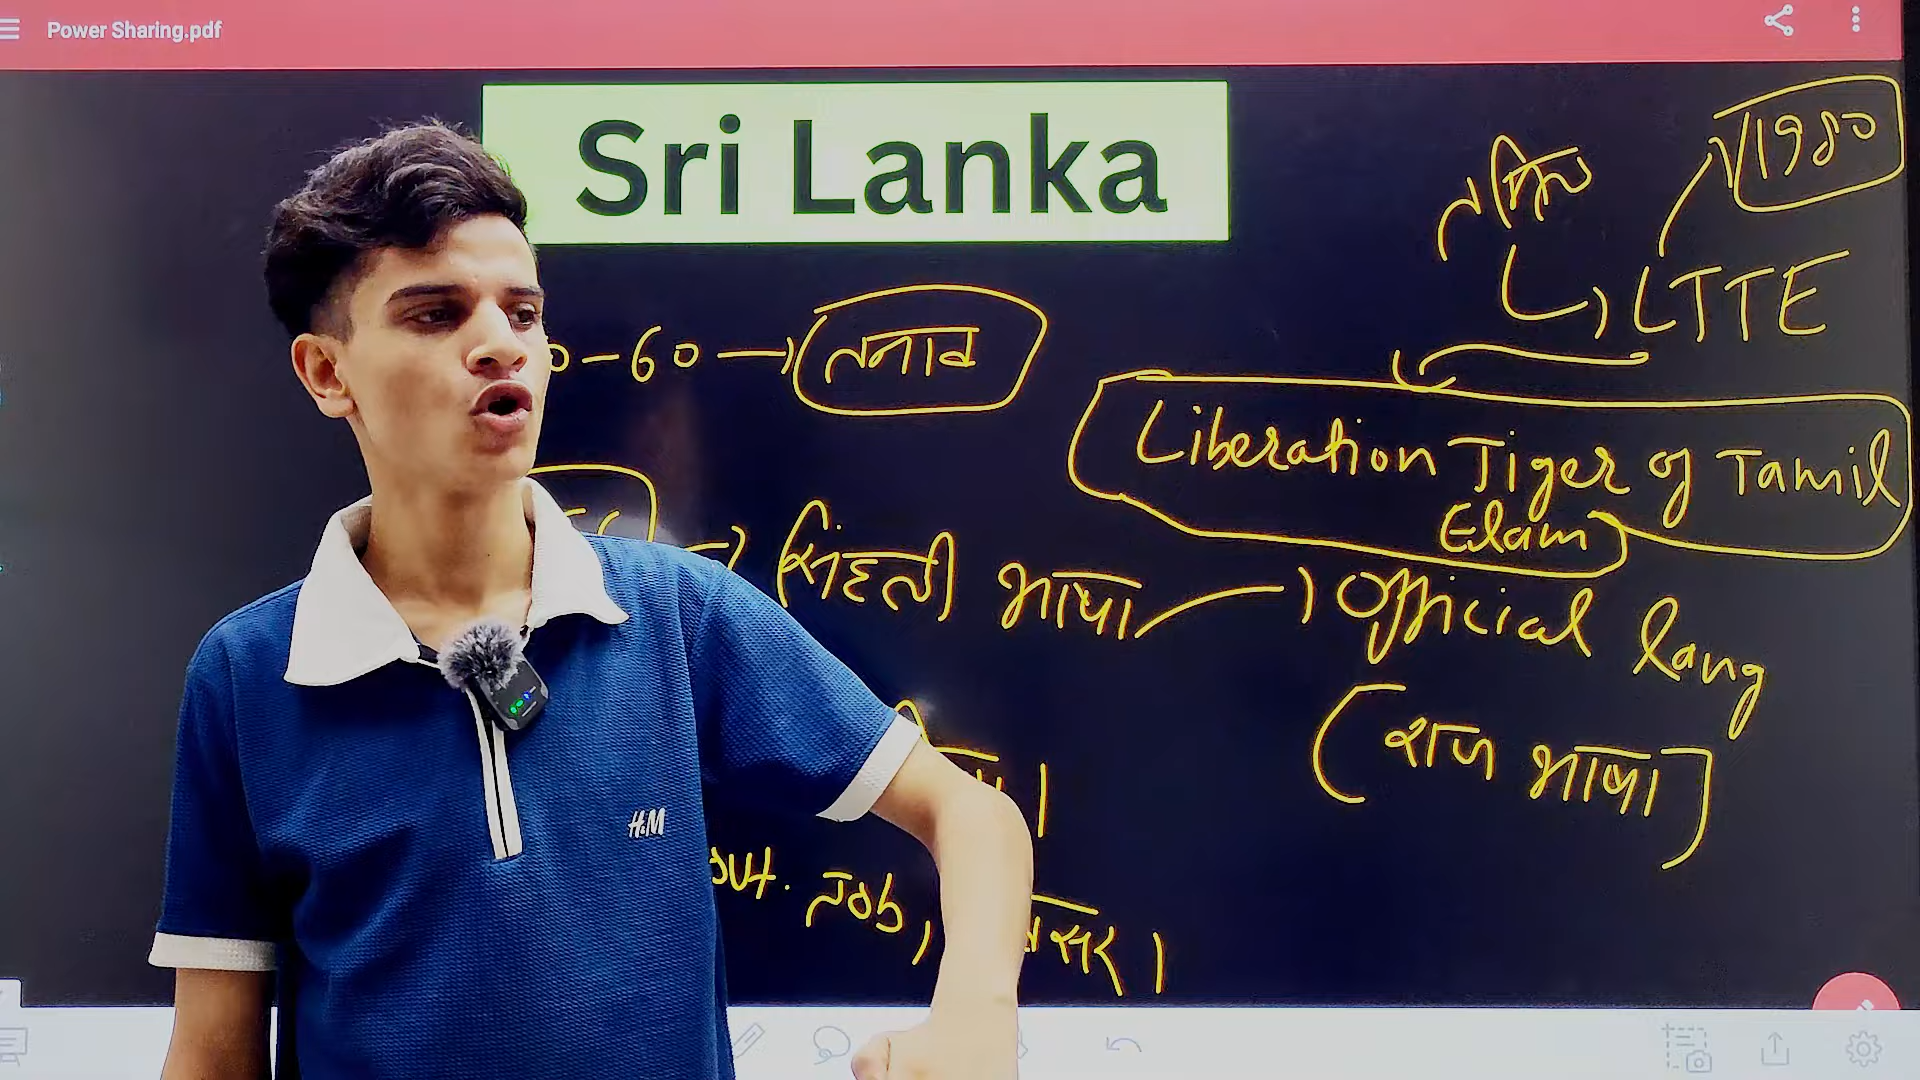 Power Sharing.pdf
Sri Lanka
1980
तमिल
LTTE
0-60 → तनाव
Liberation Tiger of Tamil
Elam
सिंहली भाषा → Official lang
(राज भाषा)
H&M
Job,